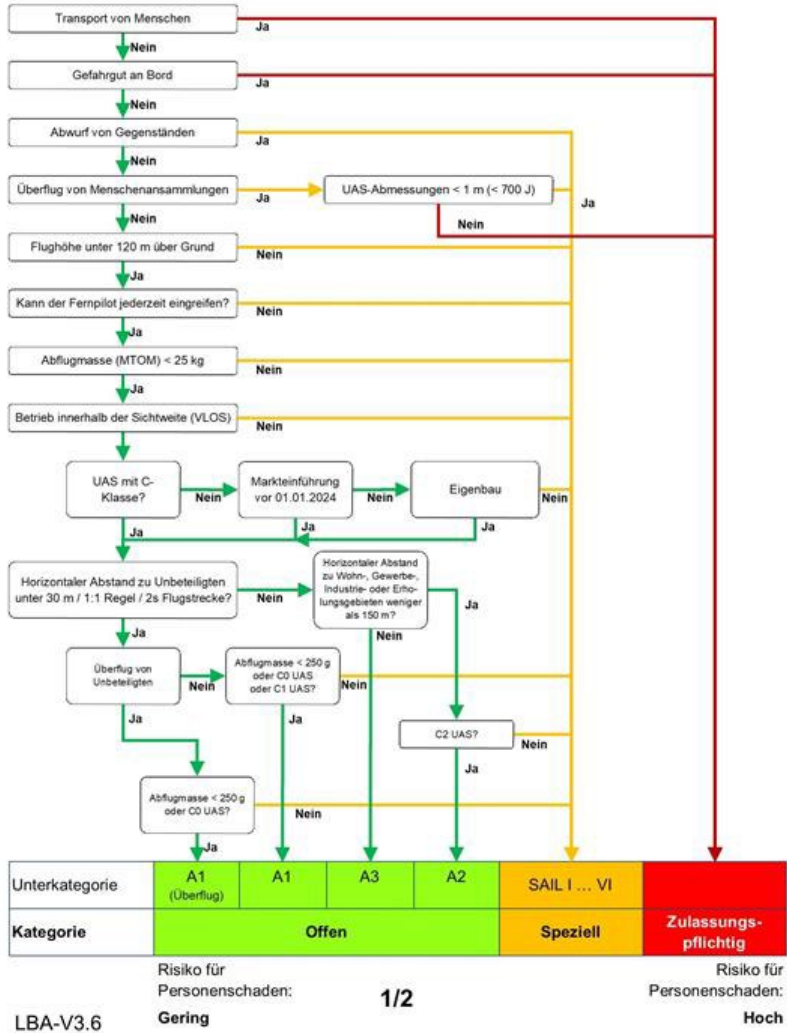 Transport von Menschen
Ja
Nein
Gefahrgut an Bord
Ja
Nein
Abwurf von Gegenständen
Ja
Nein
Überflug von Menschenansammlungen
Ja
UAS-Abmessungen < 1 m (< 700 J)
Ja
Nein
Nein
Flughöhe unter 120 m über Grund
Nein
Ja
Kann der Fernpilot jederzeit eingreifen?
Nein
Ja
Abflugmasse (MTOM) < 25 kg
Nein
Ja
Betrieb innerhalb der Sichtweite (VLOS)
Nein
UAS mit C-
Klasse?
Nein
Markteinführung
vor 01.01.2024
Nein
Eigenbau
Nein
Ja
Ja
Ja
Horizontaler Abstand zu Unbeteiligten
unter 30 m / 1:1 Regel / 2s Flugstrecke?
Nein
Horizontaler Abstand
zu Wohn-, Gewerbe-,
Industrie- oder Erho-
lungsgebieten weniger
als 150 m?
Ja
Nein
Ja
Überflug von
Unbeteiligten
Nein
Abflugmasse < 250 g
oder C0 UAS
oder C1 UAS?
Nein
Ja
Ja
C2 UAS?
Nein
Ja
Abflugmasse < 250 g
oder C0 UAS?
Nein
Ja
Unterkategorie
A1
(Überflug)
A1
A3
A2
SAIL I ... VI
Kategorie
Offen
Speziell
Zulassungs-
pflichtig
Risiko für
Personenschaden:
Gering
1/2
Risiko für
Personenschaden:
Hoch
LBA-V3.6